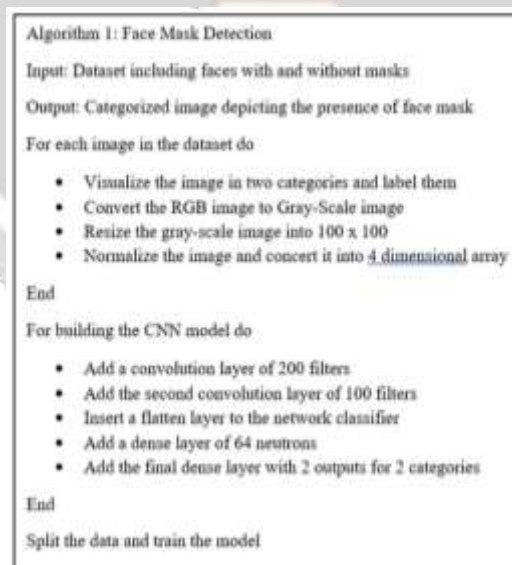 Algorithm 1: Face Mask Detection
Input: Dataset including faces with and without masks
Output: Categorized image depicting the presence of face mask
For each image in the dataset do
• Visualize the image in two categories and label them
• Convert the RGB image to Gray-Scale image
• Resize the gray-scale image into 100 x 100
• Normalize the image and concert it into 4 dimensional array
End
For building the CNN model do
• Add a convolution layer of 200 filters
• Add the second convolution layer of 100 filters
• Insert a flatten layer to the network classifier
• Add a dense layer of 64 neutrons
• Add the final dense layer with 2 outputs for 2 categories
End
Split the data and train the model